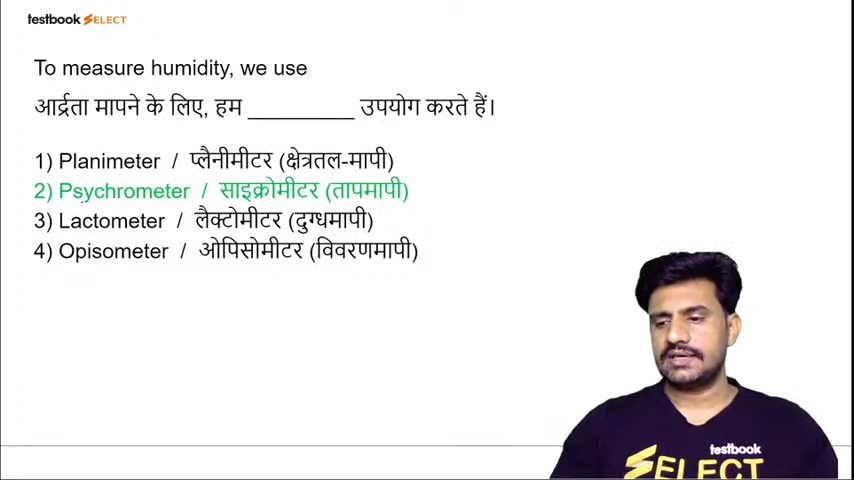 testbook SELECT
To measure humidity, we use
आर्द्रता मापने के लिए, हम _________ उपयोग करते हैं।
1) Planimeter / प्लैनीमीटर (क्षेत्रतल-मापी)
2) Psychrometer / साइक्रोमीटर (तापमापी)
3) Lactometer / लैक्टोमीटर (दुग्धमापी)
4) Opisometer / ओपिसोमीटर (विवरणमापी)
testbook
SELECT